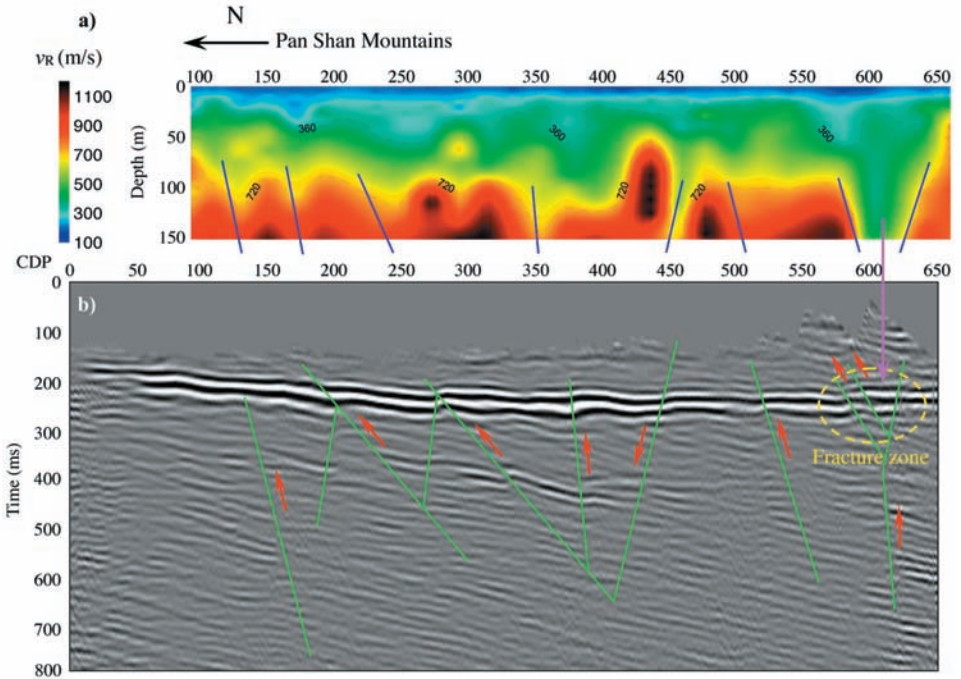 a)
N
Pan Shan Mountains
vR (m/s)
1100
900
700
500
300
100
100 150 200 250 300 350 400 450 500 550 600 650
Depth (m)
0
50
100
150
360
360
360
720
720
720
720
CDP
0 50 100 150 200 250 300 350 400 450 500 550 600 650
b)
Time (ms)
0
100
200
300
400
500
600
700
800
Fracture zone